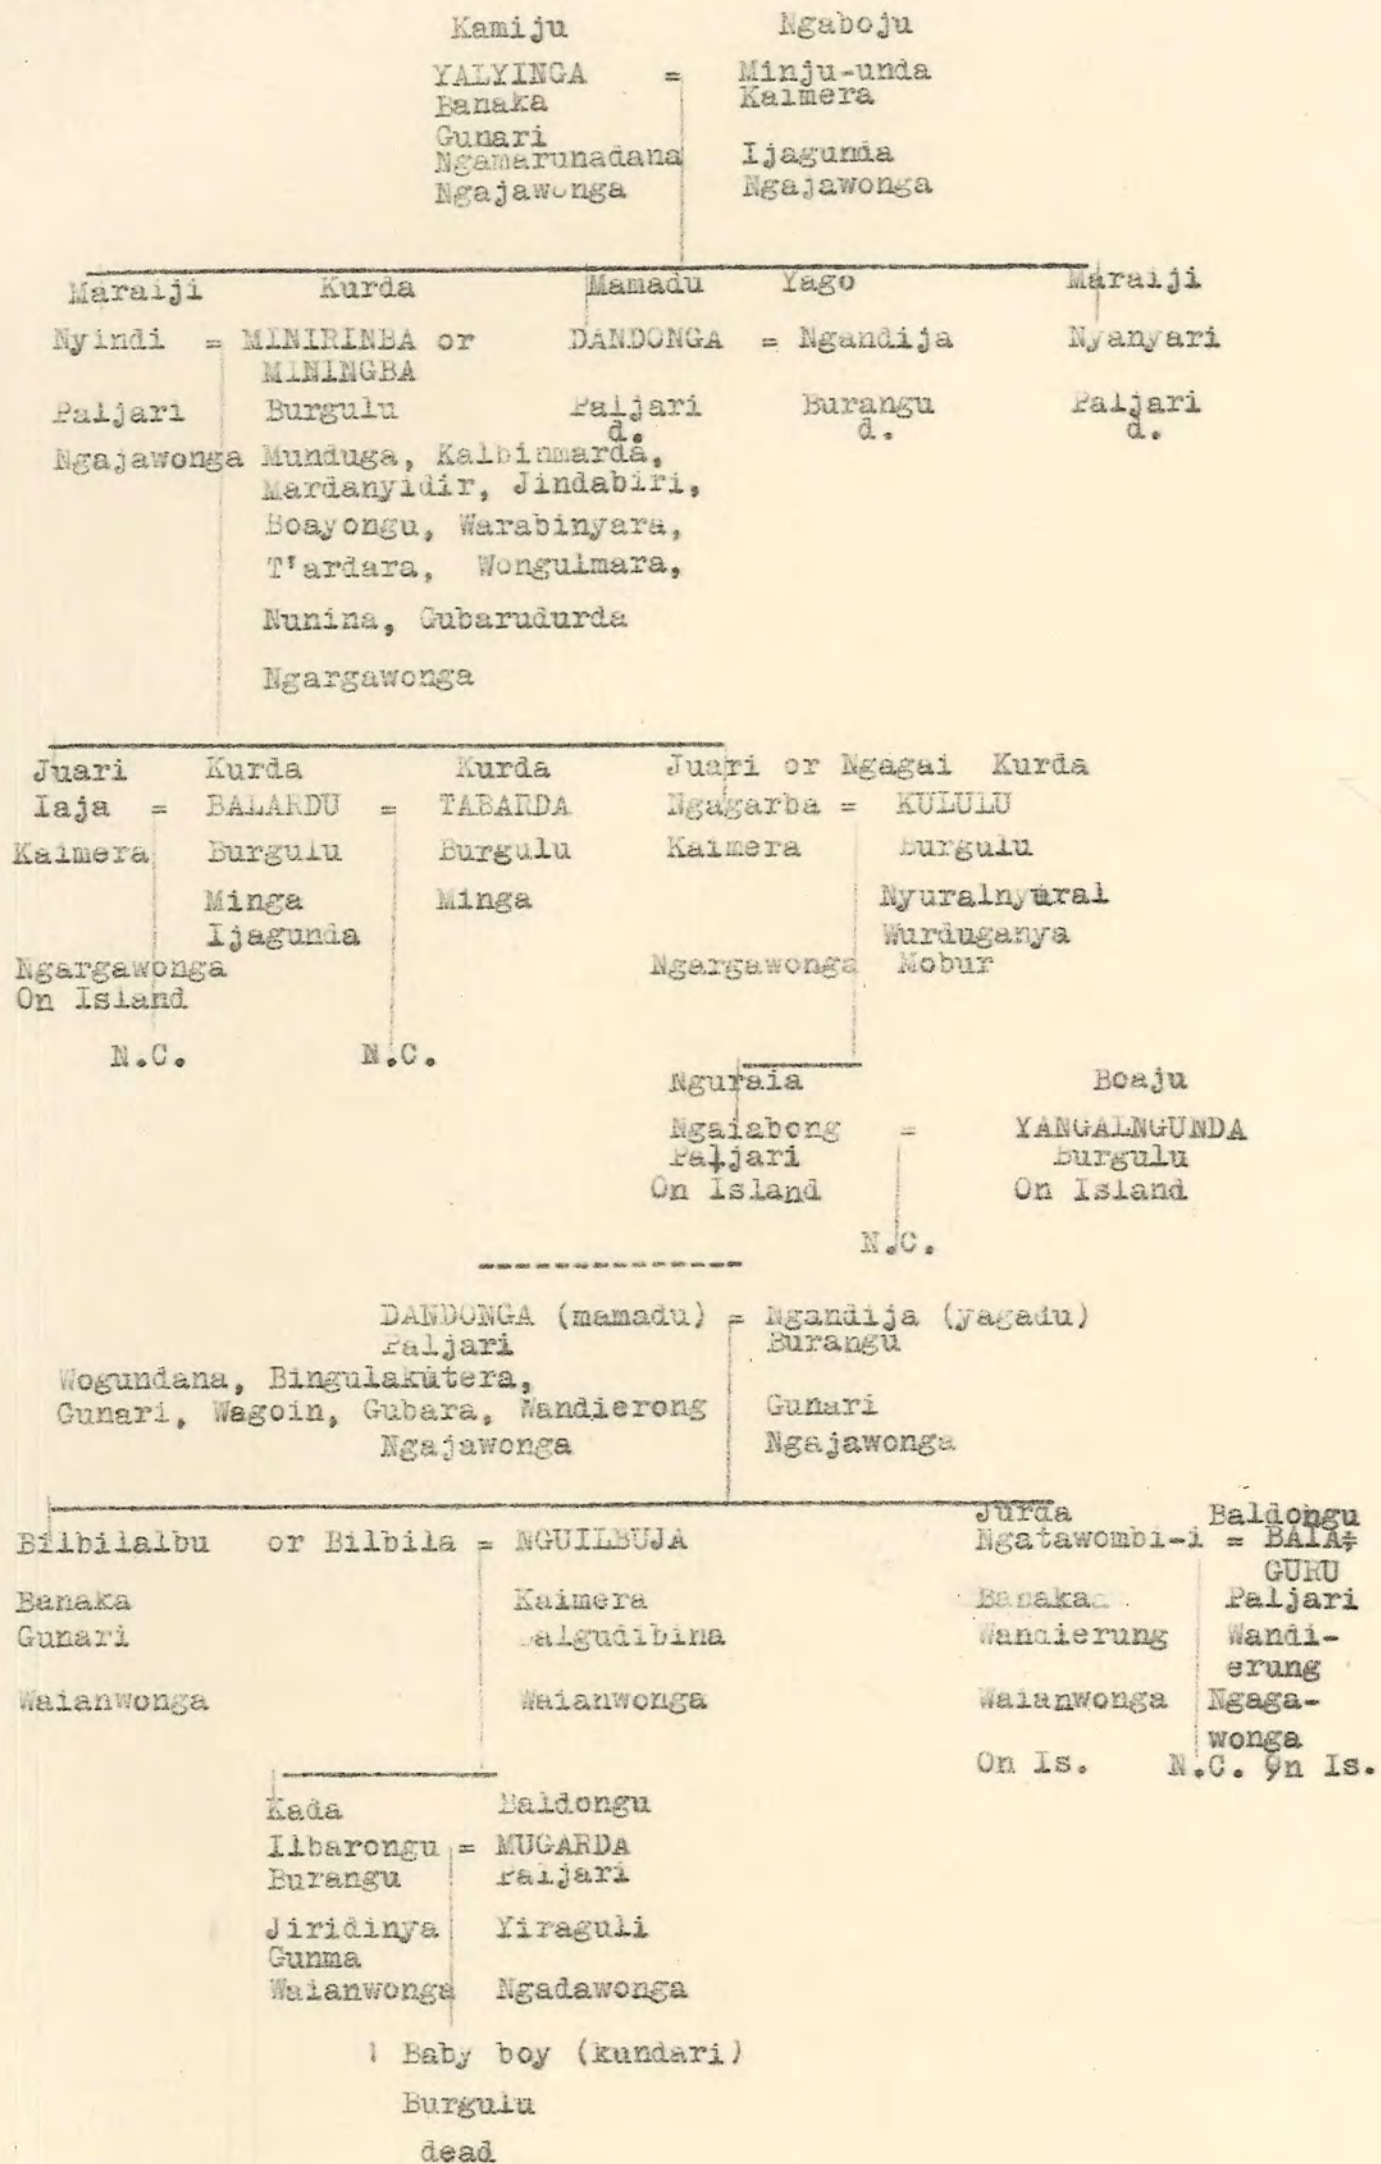 Kamiju Ngaboju
YALYINGA = Minju-unda
Banaka Kaimera
Gunari
Ngamarunadana Ijagunda
Ngajawonga Ngajawonga
Maraiji Kurda Mamadu Yago Maraiji
Nyindi = MINIRINBA or DANDONGA = Ngandija Nyanyari
MININGBA
Paljari Burgulu Paljari Burangu Paljari
d. d. d.
Ngajawonga Munduga, Kalbinmarda,
Mardanyidir, Jindabiri,
Boayongu, Warabinyara,
T'ardara, Wongulmara,
Nunina, Gubarudurda
Ngargawonga
Juari Kurda Kurda Juari or Ngagai Kurda
Iaja = BALARDU = TABARDA Ngagarba = KULULU
Kaimera Burgulu Burgulu Kaimera Burgulu
Minga Minga Nyuralnyural
Ijagunda Wurduganya
Ngargawonga Ngargawonga Mobur
On Island
N.C. N.C.
Nguraia Boaju
Ngaiabong = YANGALNGUNDA
Paljari Burgulu
On Island On Island
N.C.
DANDONGA (mamadu) = Ngandija (yagadu)
Paljari Burangu
Wogundana, Bingulakutera,
Gunari, Wagoin, Gubara, Wandierong Gunari
Ngajawonga Ngajawonga
Jurda Baldongu
Bilbilalbu or Bilbila = NGUILBUJA Ngatawombi-i = BAIA-
GURU
Banaka Kaimera Banaka Paljari
Gunari Wandierung Wandi-
erung
Waianwonga Waianwonga Waianwonga Ngaga-
wonga
On Is. N.C. On Is.
Kada Baldongu
Ilbarongu = MUGARDA
Burangu Paljari
Jiridinya Yiraguli
Gunma
Waianwonga Ngadawonga
Baby boy (kundari)
Burgulu
dead